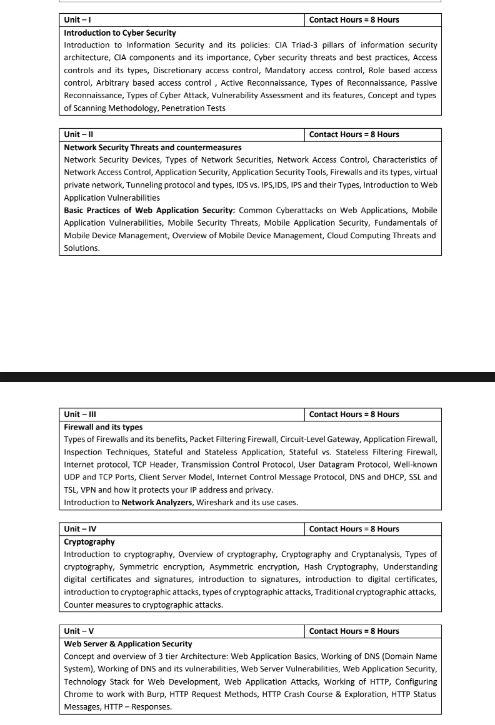 Unit – I Contact Hours = 8 Hours
Introduction to Cyber Security
Introduction to Information Security and its policies: CIA Triad-3 pillars of information security
architecture, CIA components and its importance, Cyber security threats and best practices, Access
controls and its types, Discretionary access control, Mandatory access control, Role based access
control, Arbitrary based access control , Active Reconnaissance, Types of Reconnaissance, Passive
Reconnaissance, Types of Cyber Attack, Vulnerability Assessment and its features, Concept and types
of Scanning Methodology, Penetration Tests
Unit – II Contact Hours = 8 Hours
Network Security Threats and countermeasures
Network Security Devices, Types of Network Securities, Network Access Control, Characteristics of
Network Access Control, Application Security, Application Security Tools, Firewalls and its types, virtual
private network, Tunneling protocol and types, IDS vs. IPS,IDS, IPS and their Types, Introduction to Web
Application Vulnerabilities
Basic Practices of Web Application Security: Common Cyberattacks on Web Applications, Mobile
Application Vulnerabilities, Mobile Security Threats, Mobile Application Security, Fundamentals of
Mobile Device Management, Overview of Mobile Device Management, Cloud Computing Threats and
Solutions.
Unit – III Contact Hours = 8 Hours
Firewall and its types
Types of Firewalls and its benefits, Packet Filtering Firewall, Circuit-Level Gateway, Application Firewall,
Inspection Techniques, Stateful and Stateless Application, Stateful vs. Stateless Filtering Firewall,
Internet protocol, TCP Header, Transmission Control Protocol, User Datagram Protocol, Well-known
UDP and TCP Ports, Client Server Model, Internet Control Message Protocol, DNS and DHCP, SSL and
TSL, VPN and how it protects your IP address and privacy.
Introduction to Network Analyzers, Wireshark and its use cases.
Unit – IV Contact Hours = 8 Hours
Cryptography
Introduction to cryptography, Overview of cryptography, Cryptography and Cryptanalysis, Types of
cryptography, Symmetric encryption, Asymmetric encryption, Hash Cryptography, Understanding
digital certificates and signatures, introduction to signatures, introduction to digital certificates,
introduction to cryptographic attacks, types of cryptographic attacks, Traditional cryptographic attacks,
Counter measures to cryptographic attacks.
Unit – V Contact Hours = 8 Hours
Web Server & Application Security
Concept and overview of 3 tier Architecture: Web Application Basics, Working of DNS (Domain Name
System), Working of DNS and its vulnerabilities, Web Server Vulnerabilities, Web Application Security,
Technology Stack for Web Development, Web Application Attacks, Working of HTTP, Configuring
Chrome to work with Burp, HTTP Request Methods, HTTP Crash Course & Exploration, HTTP Status
Messages, HTTP – Responses.